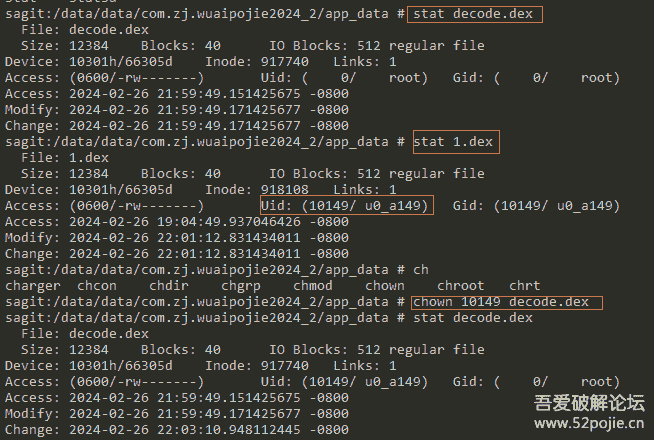 stat   statsd
sagit:/data/data/com.zj.wuaipojie2024_2/app_data # stat decode.dex
File: decode.dex
Size: 12384 Blocks: 40 IO Blocks: 512 regular file
Device: 10301h/66305d Inode: 917740 Links: 1
Access: (0600/-rw-------) Uid: ( 0/ root) Gid: ( 0/ root)
Access: 2024-02-26 21:59:49.151425675 -0800
Modify: 2024-02-26 21:59:49.171425677 -0800
Change: 2024-02-26 21:59:49.171425677 -0800
sagit:/data/data/com.zj.wuaipojie2024_2/app_data # stat 1.dex
File: 1.dex
Size: 12384 Blocks: 40 IO Blocks: 512 regular file
Device: 10301h/66305d Inode: 918108 Links: 1
Access: (0600/-rw-------) Uid: (10149/ u0_a149) Gid: (10149/ u0_a149)
Access: 2024-02-26 19:04:49.937046426 -0800
Modify: 2024-02-26 22:01:12.831434011 -0800
Change: 2024-02-26 22:01:12.831434011 -0800
sagit:/data/data/com.zj.wuaipojie2024_2/app_data # ch
charger chcon chdir chgrp chmod chown chroot chrt
sagit:/data/data/com.zj.wuaipojie2024_2/app_data # chown 10149 decode.dex
sagit:/data/data/com.zj.wuaipojie2024_2/app_data # stat decode.dex
File: decode.dex
Size: 12384 Blocks: 40 IO Blocks: 512 regular file
Device: 10301h/66305d Inode: 917740 Links: 1
Access: (0600/-rw-------) Uid: (10149/ u0_a149) Gid: ( 0/ root)
Access: 2024-02-26 21:59:49.151425675 -0800
Modify: 2024-02-26 21:59:49.171425677 -0800
Change: 2024-02-26 22:03:10.948112445 -0800
吾爱破解论坛
www.52pojie.cn